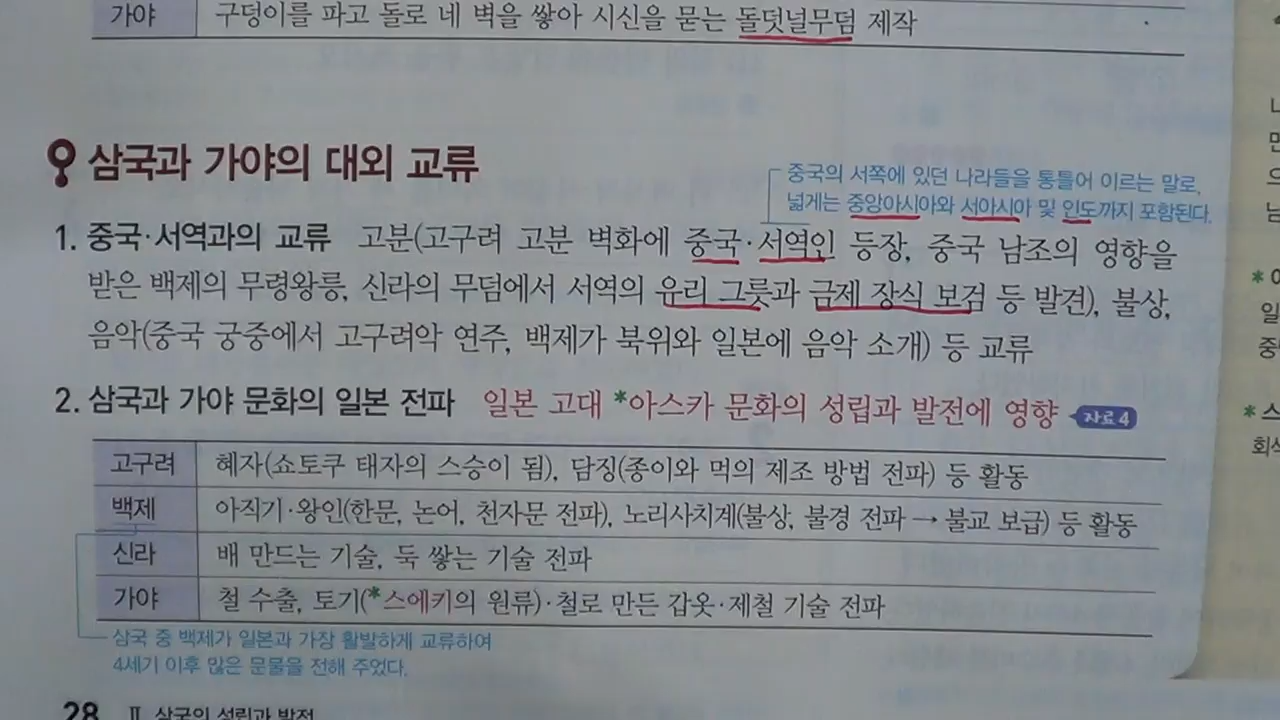 가야 구덩이를 파고 돌로 네 벽을 쌓아 시신을 묻는 돌덧널무덤 제작
삼국과 가야의 대외 교류
중국의 서쪽에 있던 나라들을 통틀어 이르는 말로,
넓게는 중앙아시아와 서아시아 및 인도까지 포함된다.
1. 중국·서역과의 교류 고분(고구려 고분 벽화에 중국·서역인 등장, 중국 남조의 영향을
받은 백제의 무령왕릉, 신라의 무덤에서 서역의 유리 그릇과 금제 장식 보검 등 발견), 불상,
음악(중국 궁중에서 고구려악 연주, 백제가 북위와 일본에 음악 소개) 등 교류
2. 삼국과 가야 문화의 일본 전파 일본 고대 *아스카 문화의 성립과 발전에 영향 자료4
고구려 혜자(쇼토쿠 태자의 스승이 됨), 담징(종이와 먹의 제조 방법 전파) 등 활동
백제 아직기·왕인(한문, 논어, 천자문 전파), 노리사치계(불상, 불경 전파 → 불교 보급) 등 활동
신라 배 만드는 기술, 둑 쌓는 기술 전파
가야 철 수출, 토기(*스에키의 원류)·철로 만든 갑옷·제철 기술 전파
삼국 중 백제가 일본과 가장 활발하게 교류하여
4세기 이후 많은 문물을 전해 주었다.
28 Ⅱ. 삼국의 성립과 발전